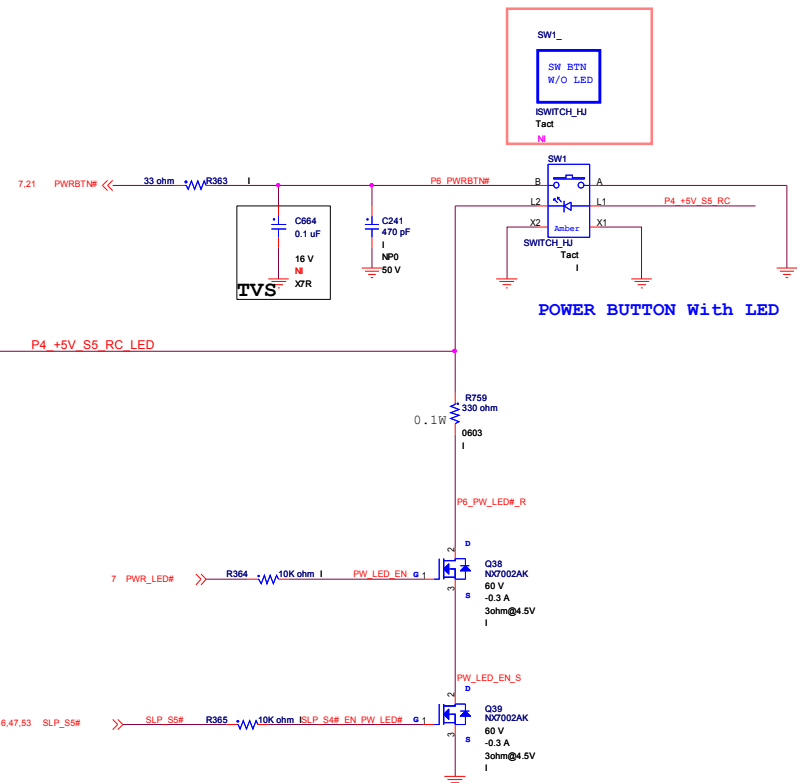 SW1_
SW BTN
W/O LED
ISWITCH_HJ
Tact
NI
SW1
7,21 PWRBTN# 33 ohm R363 I P6_PWRBTN# B A
L2 L1 P4_+5V_S5_RC
X2 Amber X1
SWITCH_HJ
Tact
I
C664
0.1 uF
16 V
NI
X7R
TVS
C241
470 pF
I
NP0
50 V
POWER BUTTON With LED
P4_+5V_S5_RC_LED
R759
330 ohm
0.1W
0603
I
P6_PW_LED#_R
D
2
7 PWR_LED# R364 10K ohm I PW_LED_EN G 1
3
S
Q38
NX7002AK
60 V
-0.3 A
3ohm@4.5V
I
PW_LED_EN_S
D
2
6,47,53 SLP_S5# SLP_S5# R365 10K ohm I SLP_S4#_EN_PW_LED# G 1
3
S
Q39
NX7002AK
60 V
-0.3 A
3ohm@4.5V
I